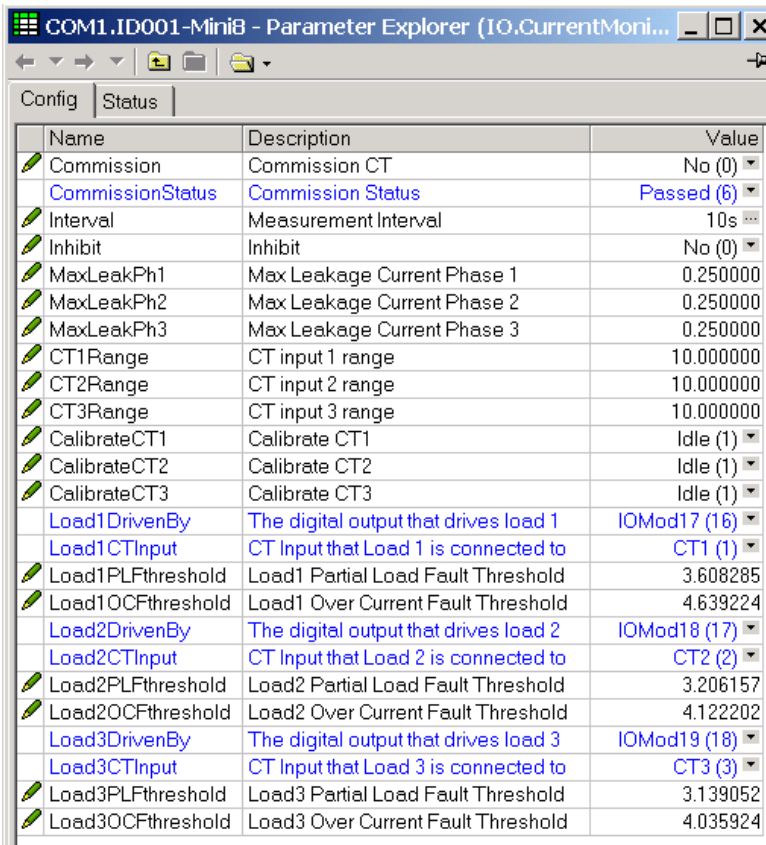 COM1.ID001-Mini8 - Parameter Explorer (IO.CurrentMoni...
Config Status
Name Description Value
Commission Commission CT No (0)
CommissionStatus Commission Status Passed (6)
Interval Measurement Interval 10s ...
Inhibit Inhibit No (0)
MaxLeakPh1 Max Leakage Current Phase 1 0.250000
MaxLeakPh2 Max Leakage Current Phase 2 0.250000
MaxLeakPh3 Max Leakage Current Phase 3 0.250000
CT1Range CT input 1 range 10.000000
CT2Range CT input 2 range 10.000000
CT3Range CT input 3 range 10.000000
CalibrateCT1 Calibrate CT1 Idle (1)
CalibrateCT2 Calibrate CT2 Idle (1)
CalibrateCT3 Calibrate CT3 Idle (1)
Load1DrivenBy The digital output that drives load 1 IOMod17 (16)
Load1CTInput CT Input that Load 1 is connected to CT1 (1)
Load1PLFthreshold Load1 Partial Load Fault Threshold 3.608285
Load1OCFthreshold Load1 Over Current Fault Threshold 4.639224
Load2DrivenBy The digital output that drives load 2 IOMod18 (17)
Load2CTInput CT Input that Load 2 is connected to CT2 (2)
Load2PLFthreshold Load2 Partial Load Fault Threshold 3.206157
Load2OCFthreshold Load2 Over Current Fault Threshold 4.122202
Load3DrivenBy The digital output that drives load 3 IOMod19 (18)
Load3CTInput CT Input that Load 3 is connected to CT3 (3)
Load3PLFthreshold Load3 Partial Load Fault Threshold 3.139052
Load3OCFthreshold Load3 Over Current Fault Threshold 4.035924